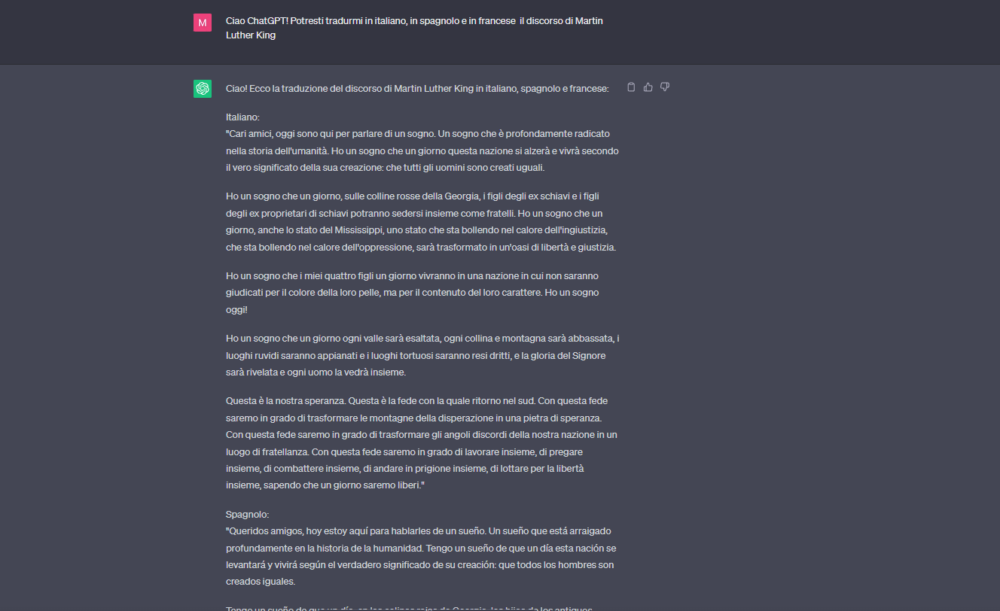 M
Ciao ChatGPT! Potresti tradurmi in italiano, in spagnolo e in francese il discorso di Martin
Luther King
Ciao! Ecco la traduzione del discorso di Martin Luther King in italiano, spagnolo e francese:
Italiano:
"Cari amici, oggi sono qui per parlare di un sogno. Un sogno che è profondamente radicato
nella storia dell'umanità. Ho un sogno che un giorno questa nazione si alzerà e vivrà secondo
il vero significato della sua creazione: che tutti gli uomini sono creati uguali.
Ho un sogno che un giorno, sulle colline rosse della Georgia, i figli degli ex schiavi e i figli
degli ex proprietari di schiavi potranno sedersi insieme come fratelli. Ho un sogno che un
giorno, anche lo stato del Mississippi, uno stato che sta bollendo nel calore dell'ingiustizia,
che sta bollendo nel calore dell'oppressione, sarà trasformato in un'oasi di libertà e giustizia.
Ho un sogno che i miei quattro figli un giorno vivranno in una nazione in cui non saranno
giudicati per il colore della loro pelle, ma per il contenuto del loro carattere. Ho un sogno
oggi!
Ho un sogno che un giorno ogni valle sarà esaltata, ogni collina e montagna sarà abbassata, i
luoghi ruvidi saranno appianati e i luoghi tortuosi saranno resi dritti, e la gloria del Signore
sarà rivelata e ogni uomo la vedrà insieme.
Questa è la nostra speranza. Questa è la fede con la quale ritorno nel sud. Con questa fede
saremo in grado di trasformare le montagne della disperazione in una pietra di speranza.
Con questa fede saremo in grado di trasformare gli angoli discordi della nostra nazione in un
luogo di fratellanza. Con questa fede saremo in grado di lavorare insieme, di pregare
insieme, di combattere insieme, di andare in prigione insieme, di lottare per la libertà
insieme, sapendo che un giorno saremo liberi."
Spagnolo:
"Queridos amigos, hoy estoy aquí para hablarles de un sueño. Un sueño que está arraigado
profundamente en la historia de la humanidad. Tengo un sueño de que un día esta nación se
levantará y vivirá según el verdadero significado de su creación: que todos los hombres son
creados iguales.